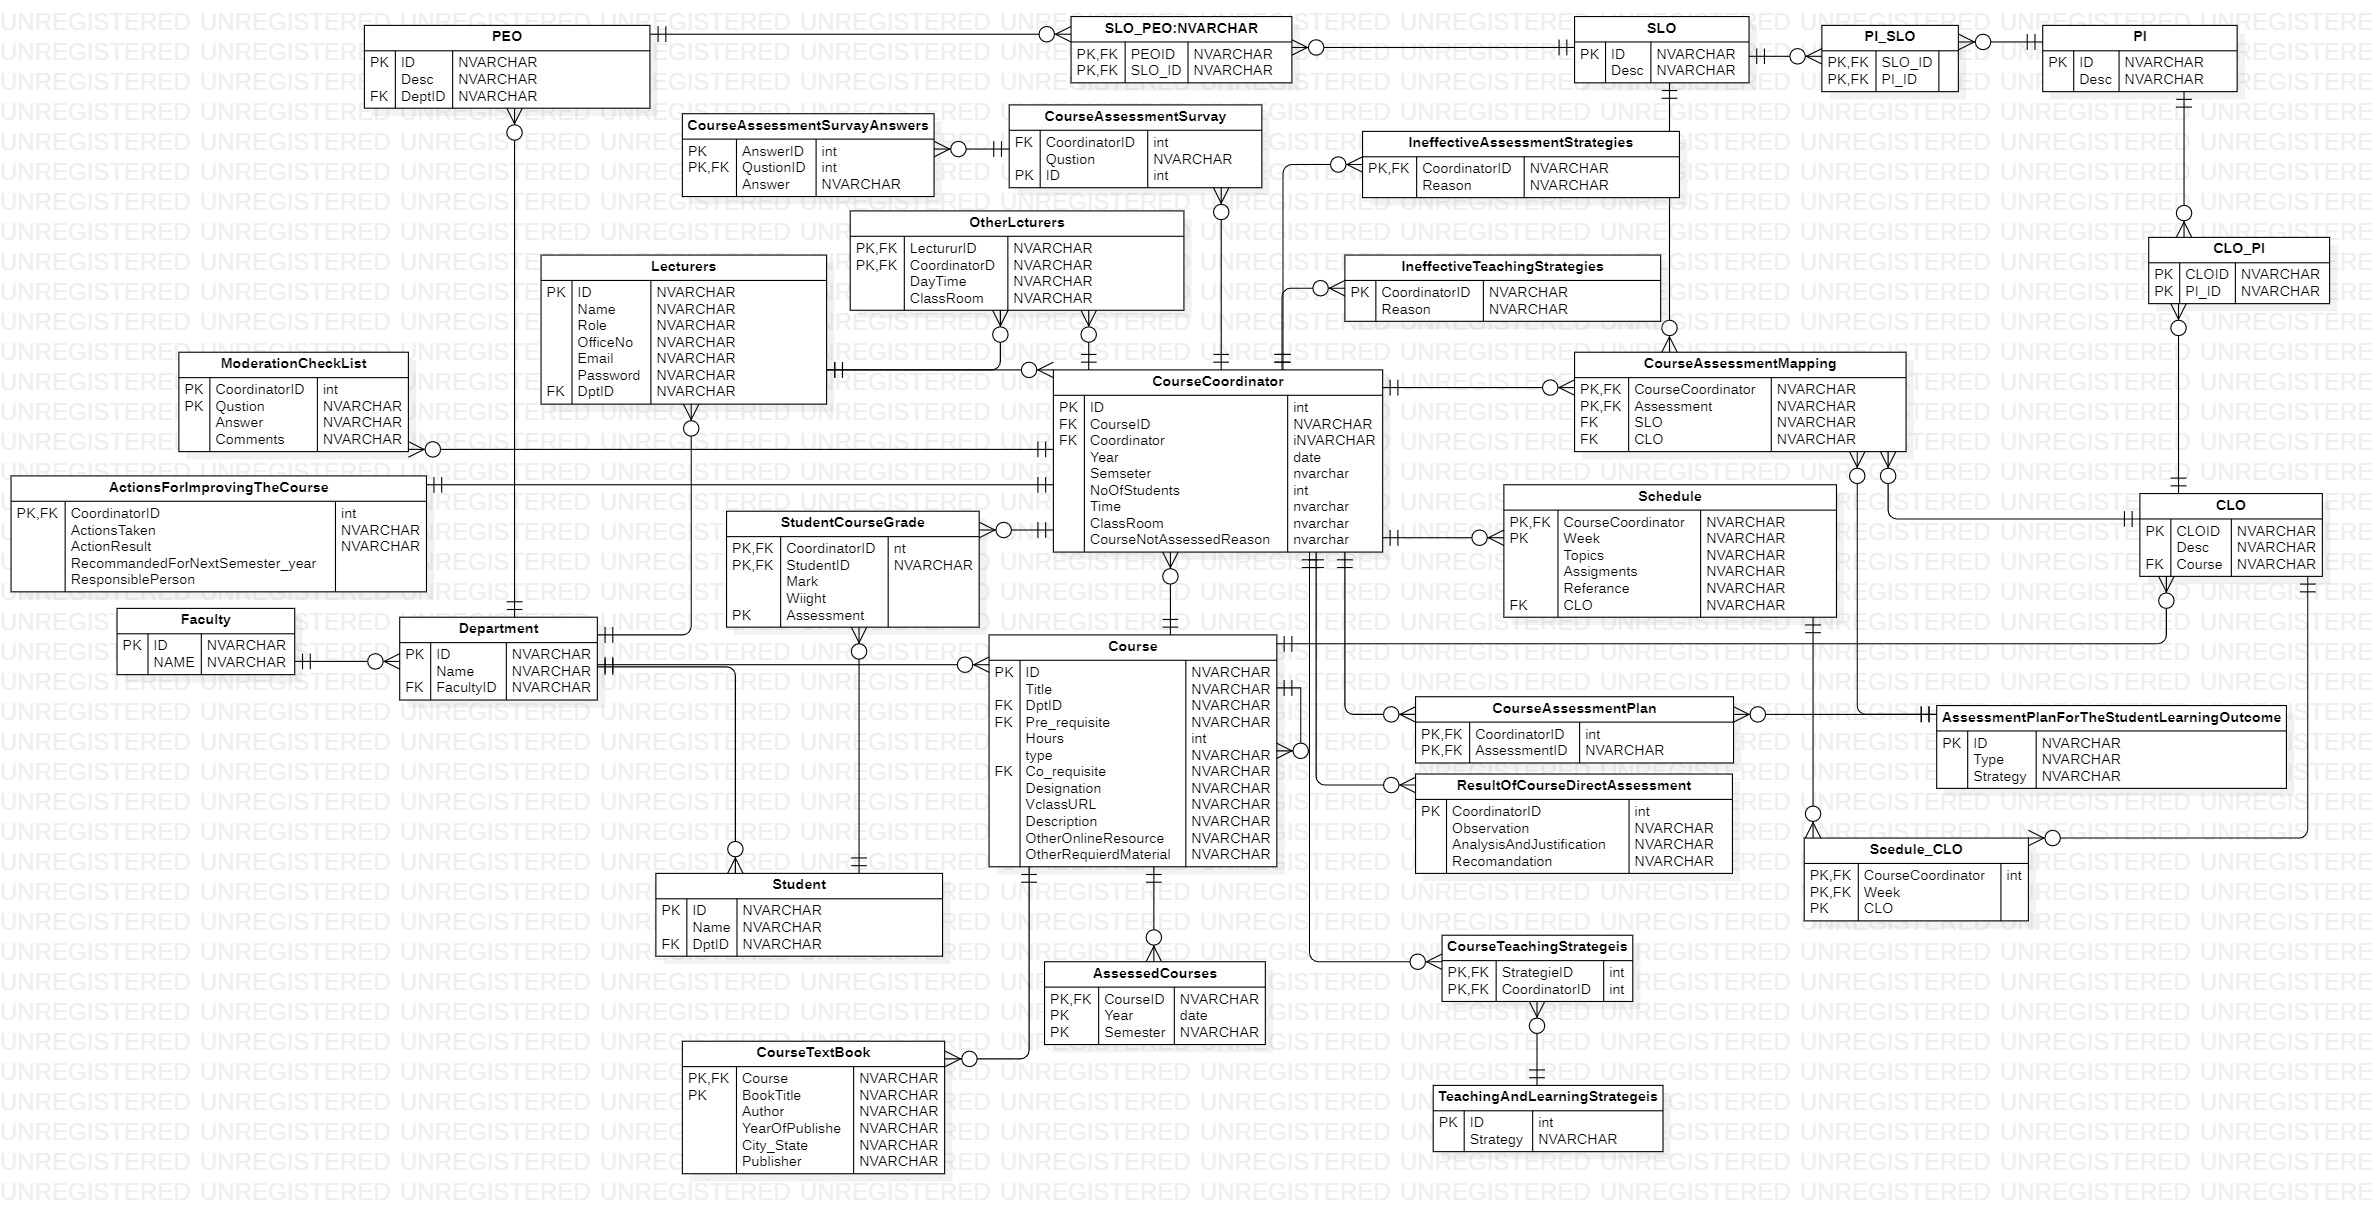 PEO
PK ID NVARCHAR
Desc NVARCHAR
FK DeptID NVARCHAR
SLO_PEO:NVARCHAR
PK,FK PEOID NVARCHAR
PK,FK SLO_ID NVARCHAR
SLO
PK ID NVARCHAR
Desc NVARCHAR
PI_SLO
PK,FK SLO_ID
PK,FK PI_ID
PI
PK ID NVARCHAR
Desc NVARCHAR
CourseAssessmentSurvayAnswers
PK AnswerID int
PK,FK QustionID int
Answer NVARCHAR
CourseAssessmentSurvay
FK CoordinatorID int
Qustion NVARCHAR
PK ID int
IneffectiveAssessmentStrategies
PK,FK CoordinatorID NVARCHAR
Reason NVARCHAR
OtherLcturers
PK,FK LectururID NVARCHAR
PK,FK CoordinatorD NVARCHAR
DayTime NVARCHAR
ClassRoom NVARCHAR
CLO_PI
PK CLOID NVARCHAR
PK PI_ID NVARCHAR
Lecturers
PK ID NVARCHAR
Name NVARCHAR
Role NVARCHAR
OfficeNo NVARCHAR
Email NVARCHAR
Password NVARCHAR
FK DptID NVARCHAR
IneffectiveTeachingStrategies
PK CoordinatorID NVARCHAR
Reason NVARCHAR
ModerationCheckList
PK CoordinatorID int
PK Qustion NVARCHAR
Answer NVARCHAR
Comments NVARCHAR
CourseCoordinator
PK ID int
FK CourseID NVARCHAR
FK Coordinator iNVARCHAR
Year date
Semseter nvarchar
NoOfStudents int
Time nvarchar
ClassRoom nvarchar
CourseNotAssessedReason nvarchar
CourseAssessmentMapping
PK,FK CourseCoordinator NVARCHAR
PK,FK Assessment NVARCHAR
FK SLO NVARCHAR
FK CLO NVARCHAR
ActionsForImprovingTheCourse
PK,FK CoordinatorID int
ActionsTaken NVARCHAR
ActionResult NVARCHAR
RecommandedForNextSemester_year
ResponsiblePerson
Schedule
PK,FK CourseCoordinator NVARCHAR
PK Week NVARCHAR
Topics NVARCHAR
Assigments NVARCHAR
Referance NVARCHAR
FK CLO NVARCHAR
CLO
PK CLOID NVARCHAR
Desc NVARCHAR
FK Course NVARCHAR
StudentCourseGrade
PK,FK CoordinatorID nt
PK,FK StudentID NVARCHAR
Mark
Wiight
PK Assessment
Faculty
PK ID NVARCHAR
NAME NVARCHAR
Department
PK ID NVARCHAR
Name NVARCHAR
FK FacultyID NVARCHAR
Course
PK ID NVARCHAR
Title NVARCHAR
FK DptID NVARCHAR
FK Pre_requisite NVARCHAR
Hours int
type NVARCHAR
FK Co_requisite NVARCHAR
Designation NVARCHAR
VclassURL NVARCHAR
Description NVARCHAR
OtherOnlineResource NVARCHAR
OtherRequierdMaterial NVARCHAR
CourseAssessmentPlan
PK,FK CoordinatorID int
PK,FK AssessmentID NVARCHAR
AssessmentPlanForTheStudentLearningOutcome
PK ID NVARCHAR
Type NVARCHAR
Strategy NVARCHAR
ResultOfCourseDirectAssessment
PK CoordinatorID int
Observation NVARCHAR
AnalysisAndJustification NVARCHAR
Recomandation NVARCHAR
Scedule_CLO
PK,FK CourseCoordinator int
PK,FK Week
PK CLO
Student
PK ID NVARCHAR
Name NVARCHAR
FK DptID NVARCHAR
CourseTeachingStrategeis
PK,FK StrategieID int
PK,FK CoordinatorID int
AssessedCourses
PK,FK CourseID NVARCHAR
PK Year date
PK Semester NVARCHAR
CourseTextBook
PK,FK Course NVARCHAR
PK BookTitle NVARCHAR
Author NVARCHAR
YearOfPublishe NVARCHAR
City_State NVARCHAR
Publisher NVARCHAR
TeachingAndLearningStrategeis
PK ID int
Strategy NVARCHAR
UNREGISTERED